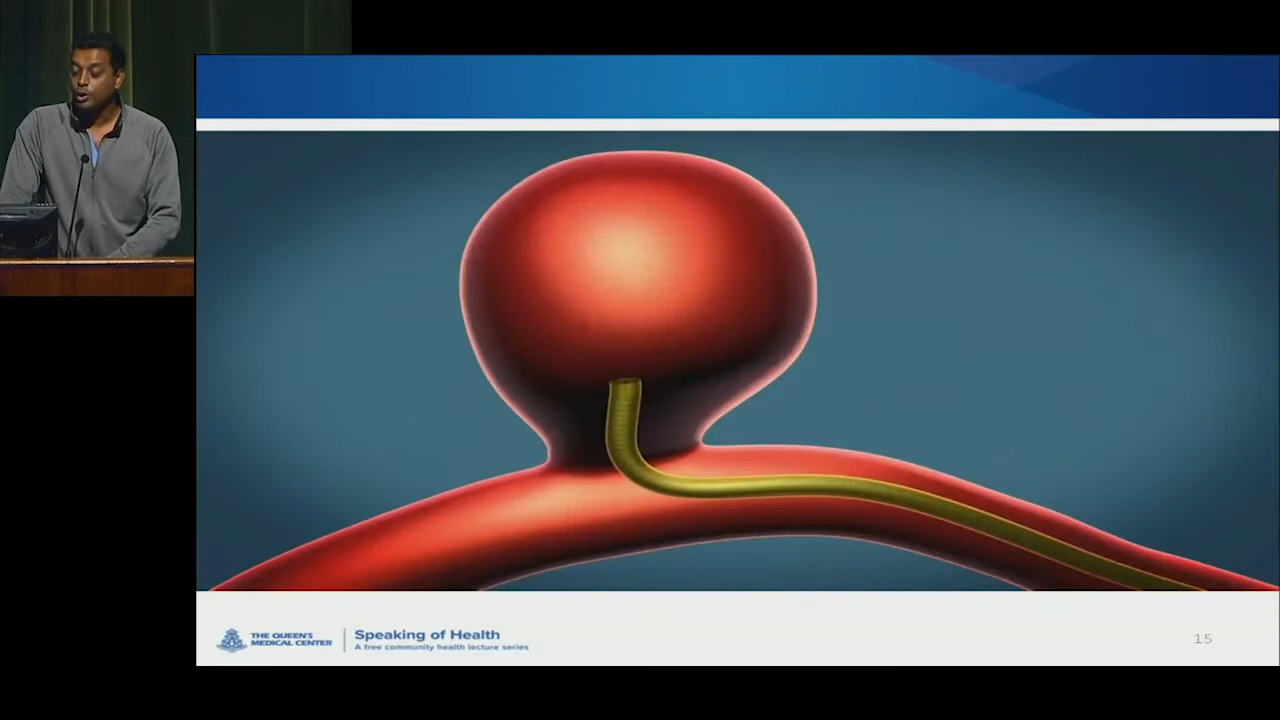 THE QUEEN'S
MEDICAL CENTER
Speaking of Health
A free community health lecture series
15